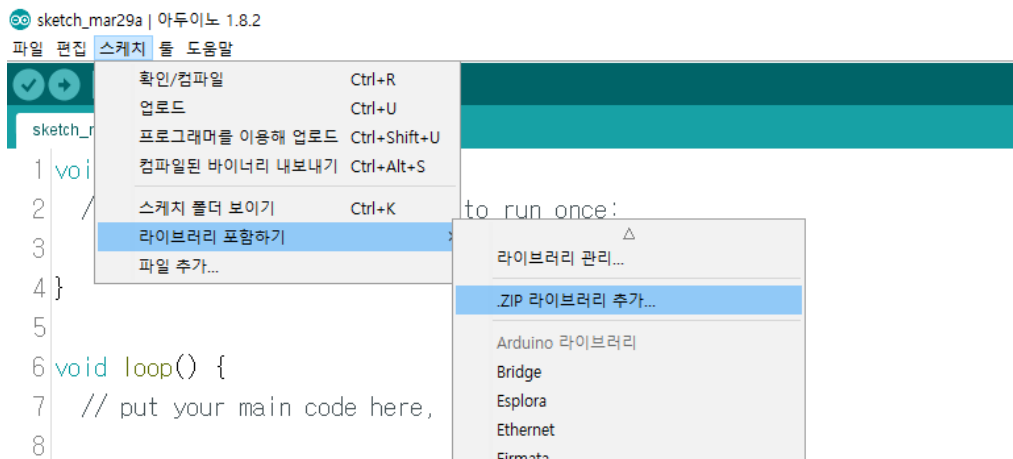 sketch_mar29a | 아두이노 1.8.2
파일 편집 스케치 툴 도움말
확인/컴파일 Ctrl+R
업로드 Ctrl+U
프로그래머를 이용해 업로드 Ctrl+Shift+U
컴파일된 바이너리 내보내기 Ctrl+Alt+S
스케치 폴더 보이기 Ctrl+K
라이브러리 포함하기
파일 추가...
라이브러리 관리...
.ZIP 라이브러리 추가...
Arduino 라이브러리
Bridge
Esplora
Ethernet
Firmata
sketch_r
1 voi
2 / to run once:
3
4 }
5
6 void loop() {
7 // put your main code here,
8